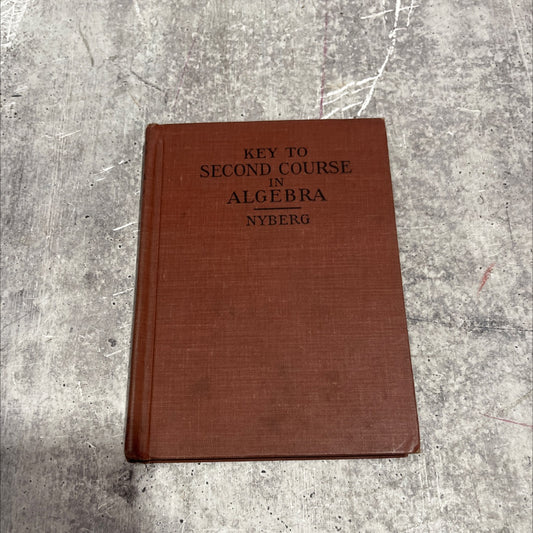 KEY TO
SECOND COURSE
IN
ALGEBRA
NYBERG